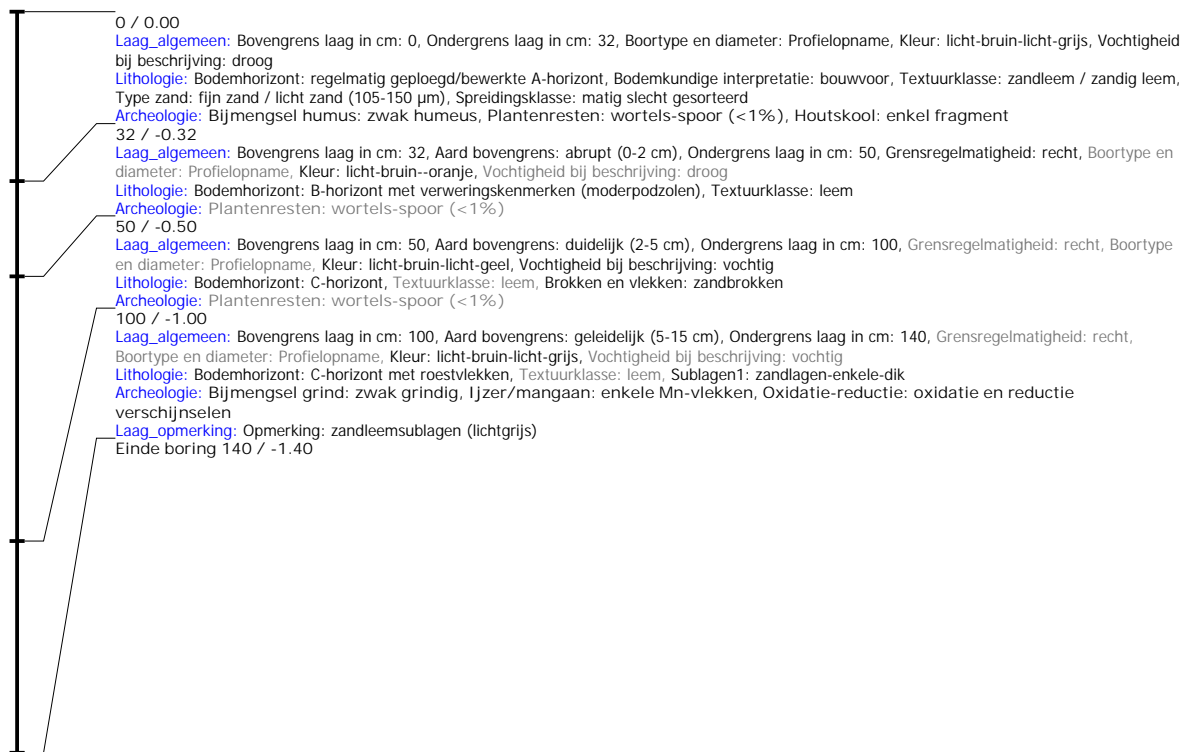 0 / 0.00
Laag_algemeen: Bovengrens laag in cm: 0, Ondergrens laag in cm: 32, Boortype en diameter: Profielopname, Kleur: licht-bruin-licht-grijs, Vochtigheid
bij beschrijving: droog
Lithologie: Bodemhorizont: regelmatig geploegd/bewerkte A-horizont, Bodemkundige interpretatie: bouwvoor, Textuurklasse: zandleem / zandig leem,
Type zand: fijn zand / licht zand (105-150 µm), Spreidingsklasse: matig slecht gesorteerd
Archeologie: Bijmengsel humus: zwak humeus, Plantenresten: wortels-spoor (<1%), Houtskool: enkel fragment
32 / -0.32
Laag_algemeen: Bovengrens laag in cm: 32, Aard bovengrens: abrupt (0-2 cm), Ondergrens laag in cm: 50, Grensregelmatigheid: recht, Boortype en
diameter: Profielopname, Kleur: licht-bruin--oranje, Vochtigheid bij beschrijving: droog
Lithologie: Bodemhorizont: B-horizont met verweringskenmerken (moderpodzolen), Textuurklasse: leem
Archeologie: Plantenresten: wortels-spoor (<1%)
50 / -0.50
Laag_algemeen: Bovengrens laag in cm: 50, Aard bovengrens: duidelijk (2-5 cm), Ondergrens laag in cm: 100, Grensregelmatigheid: recht, Boortype
en diameter: Profielopname, Kleur: licht-bruin-licht-geel, Vochtigheid bij beschrijving: vochtig
Lithologie: Bodemhorizont: C-horizont, Textuurklasse: leem, Brokken en vlekken: zandbrokken
Archeologie: Plantenresten: wortels-spoor (<1%)
100 / -1.00
Laag_algemeen: Bovengrens laag in cm: 100, Aard bovengrens: geleidelijk (5-15 cm), Ondergrens laag in cm: 140, Grensregelmatigheid: recht,
Boortype en diameter: Profielopname, Kleur: licht-bruin-licht-grijs, Vochtigheid bij beschrijving: vochtig
Lithologie: Bodemhorizont: C-horizont met roestvlekken, Textuurklasse: leem, Sublagen1: zandlagen-enkele-dik
Archeologie: Bijmengsel grind: zwak grindig, Ijzer/mangaan: enkele Mn-vlekken, Oxidatie-reductie: oxidatie en reductie
verschijnselen
Laag_opmerking: Opmerking: zandleemsublagen (lichtgrijs)
Einde boring 140 / -1.40